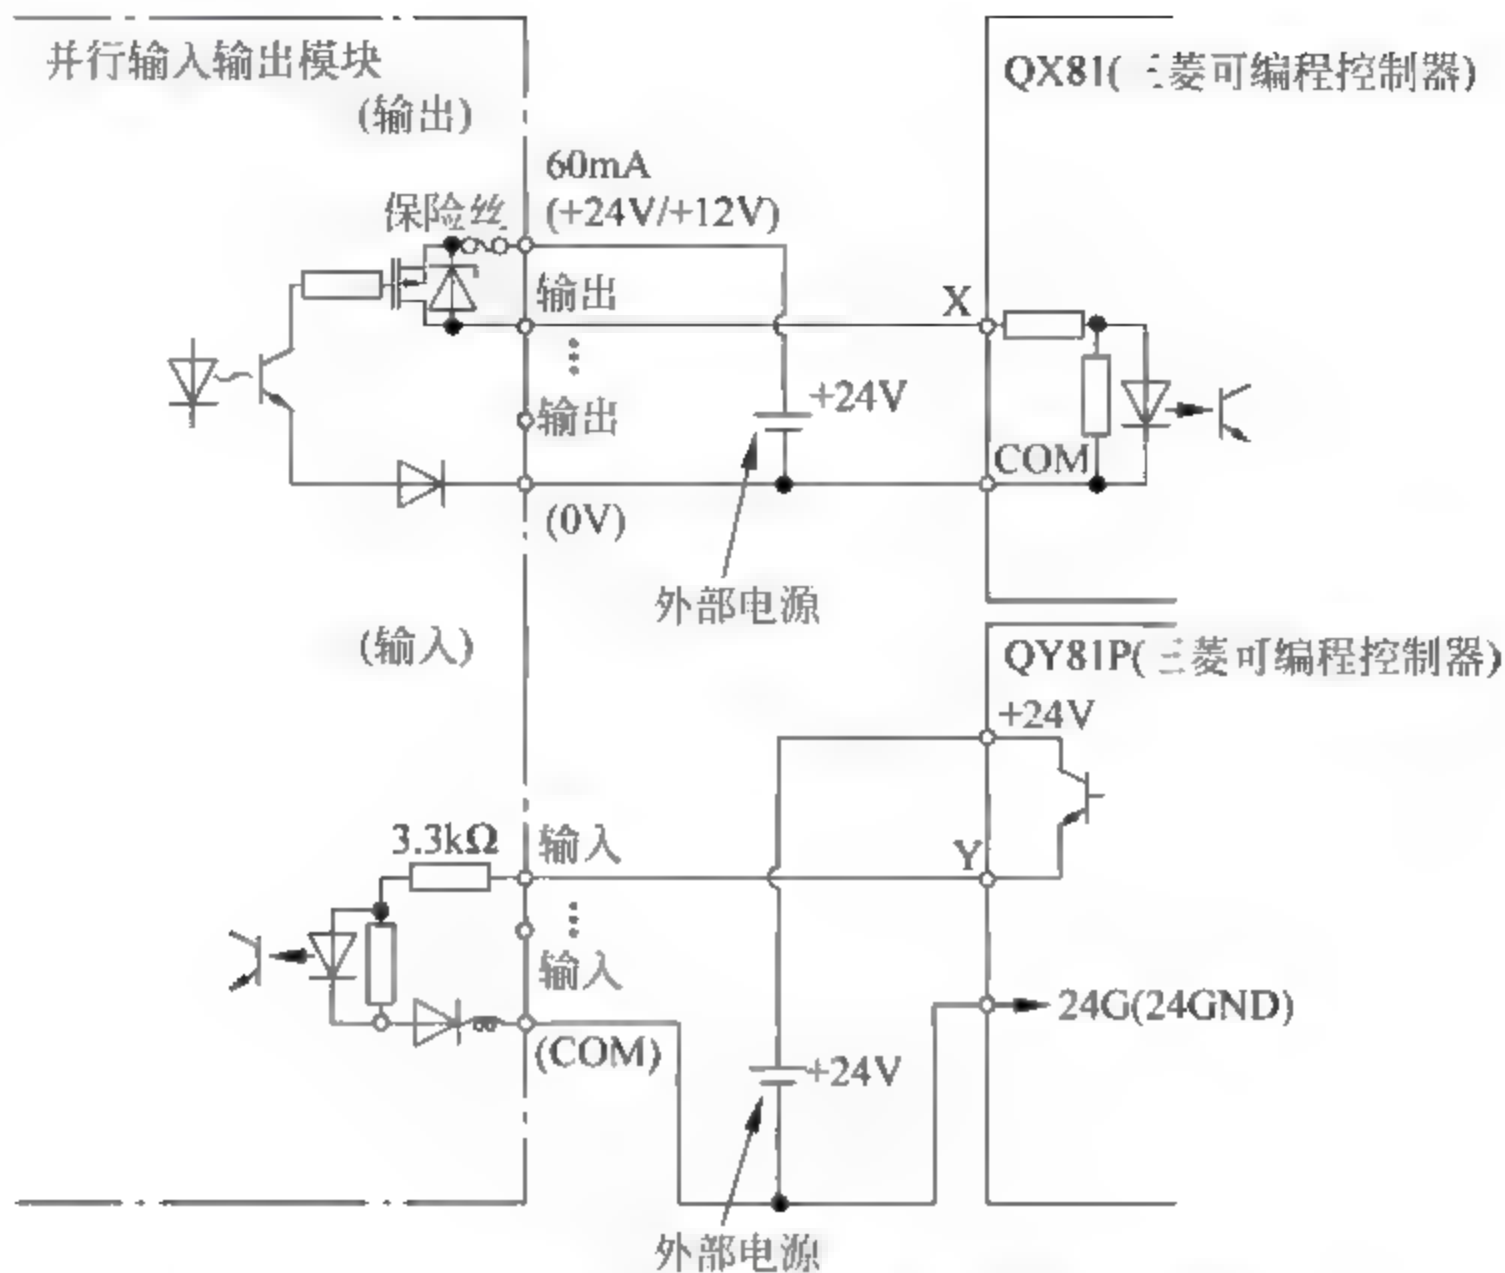 并行输入输出模块
(输出)
QX81(三菱可编程控制器)
60mA
(+24V/+12V)
保险丝
输出
X
输出
+24V
COM
(0V)
外部电源
(输入)
QY81P(三菱可编程控制器)
+24V
3.3kΩ
输入
Y
输入
24G(24GND)
(COM)
+24V
外部电源